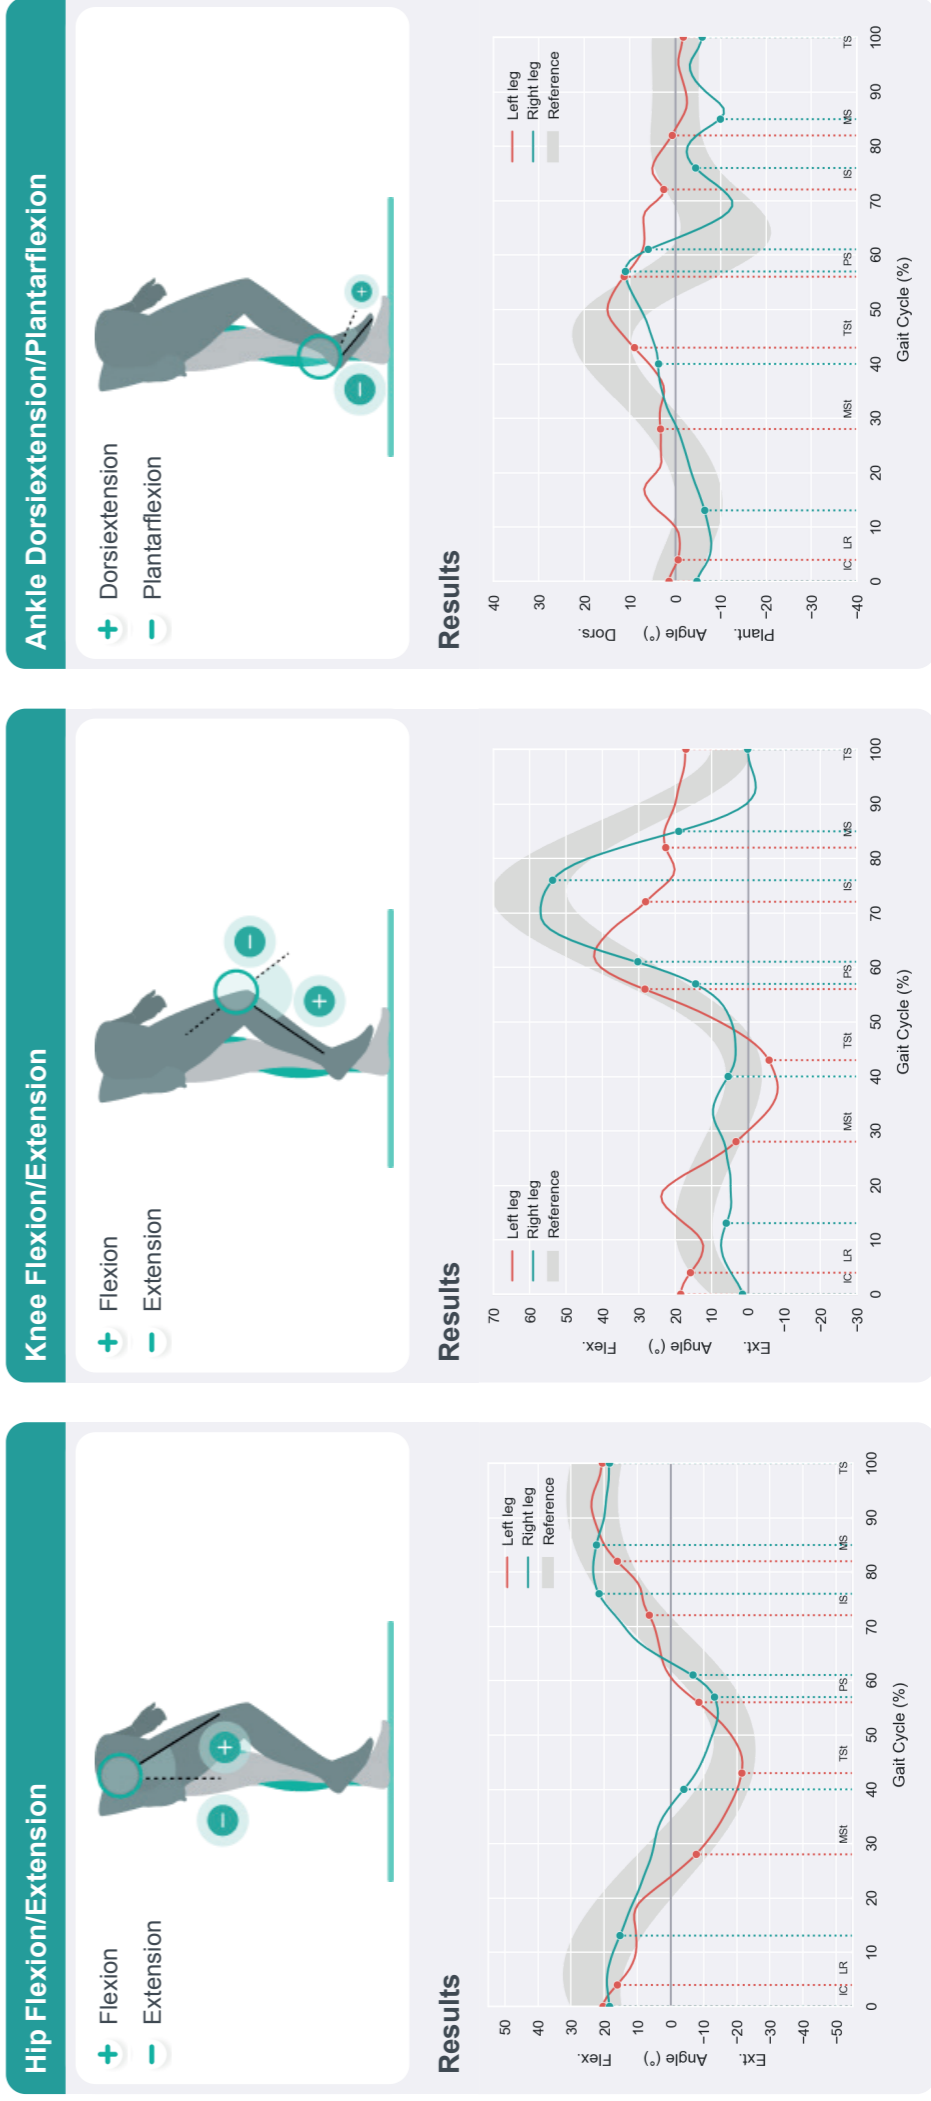 Hip Flexion/Extension
+ Flexion
− Extension
Results
Left leg
Right leg
Reference
50
40
30
20
10
0
−10
−20
−30
−40
−50
Flex.
Angle (°)
Ext.
IC
LR
MSt
TSt
PS
IS
MS
TS
0 10 20 30 40 50 60 70 80 90 100
Gait Cycle (%)
Knee Flexion/Extension
+ Flexion
− Extension
Results
Left leg
Right leg
Reference
70
60
50
40
30
20
10
0
−10
−20
−30
Flex.
Angle (°)
Ext.
IC
LR
MSt
TSt
PS
IS
MS
TS
0 10 20 30 40 50 60 70 80 90 100
Gait Cycle (%)
Ankle Dorsiextension/Plantarflexion
+ Dorsiextension
− Plantarflexion
Results
Left leg
Right leg
Reference
40
30
20
10
0
−10
−20
−30
−40
Dors.
Angle (°)
Plant.
IC
LR
MSt
TSt
PS
IS
MS
TS
0 10 20 30 40 50 60 70 80 90 100
Gait Cycle (%)